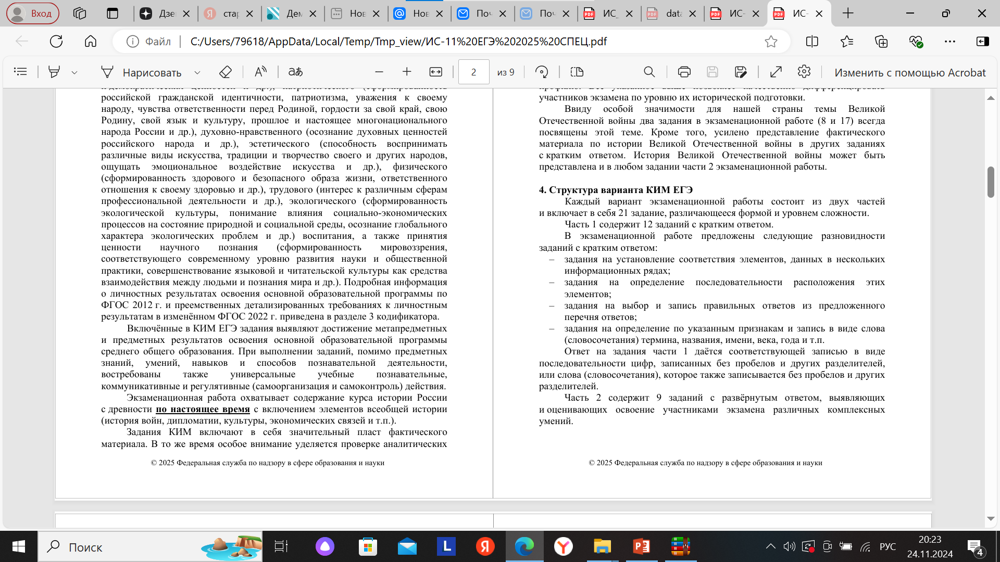 Вход
Дзе
стар
Дем
Нов
Нов
Поч
Поч
ИС_
data
ИС-
ИС-
Файл
C:/Users/79618/AppData/Local/Temp/Tmp_view/ИС-11%20ЕГЭ%202025%20СПЕЦ.pdf
Нарисовать
2
из 9
Изменить с помощью Acrobat
российской гражданской идентичности, патриотизма, уважения к своему
народу, чувства ответственности перед Родиной, гордости за свой край, свою
Родину, свой язык и культуру, прошлое и настоящее многонационального
народа России и др.), духовно-нравственного (осознание духовных ценностей
российского народа и др.), эстетического (способность воспринимать
различные виды искусства, традиции и творчество своего и других народов,
ощущать эмоциональное воздействие искусства и др.), физического
(сформированность здорового и безопасного образа жизни, ответственного
отношения к своему здоровью и др.), трудового (интерес к различным сферам
профессиональной деятельности и др.), экологического (сформированность
экологической культуры, понимание влияния социально-экономических
процессов на состояние природной и социальной среды, осознание глобального
характера экологических проблем и др.) воспитания, а также принятия
ценности научного познания (сформированность мировоззрения,
соответствующего современному уровню развития науки и общественной
практики, совершенствование языковой и читательской культуры как средства
взаимодействия между людьми и познания мира и др.). Подробная информация
о личностных результатах освоения основной образовательной программы по
ФГОС 2012 г. и преемственных детализированных требованиях к личностным
результатам в изменённом ФГОС 2022 г. приведена в разделе 3 кодификатора.
Включённые в КИМ ЕГЭ задания выявляют достижение метапредметных
и предметных результатов освоения основной образовательной программы
среднего общего образования. При выполнении заданий, помимо предметных
знаний, умений, навыков и способов познавательной деятельности,
востребованы также универсальные учебные познавательные,
коммуникативные и регулятивные (самоорганизация и самоконтроль) действия.
Экзаменационная работа охватывает содержание курса истории России
с древности по настоящее время с включением элементов всеобщей истории
(история войн, дипломатии, культуры, экономических связей и т.п.).
Задания КИМ включают в себя значительный пласт фактического
материала. В то же время особое внимание уделяется проверке аналитических
© 2025 Федеральная служба по надзору в сфере образования и науки
участников экзамена по уровню их исторической подготовки.
Ввиду особой значимости для нашей страны темы Великой
Отечественной войны два задания в экзаменационной работе (8 и 17) всегда
посвящены этой теме. Кроме того, усилено представление фактического
материала по истории Великой Отечественной войны в других заданиях
с кратким ответом. История Великой Отечественной войны может быть
представлена и в любом задании части 2 экзаменационной работы.
4. Структура варианта КИМ ЕГЭ
Каждый вариант экзаменационной работы состоит из двух частей
и включает в себя 21 задание, различающееся формой и уровнем сложности.
Часть 1 содержит 12 заданий с кратким ответом.
В экзаменационной работе предложены следующие разновидности
заданий с кратким ответом:
– задания на установление соответствия элементов, данных в нескольких
информационных рядах;
– задания на определение последовательности расположения этих
элементов;
– задания на выбор и запись правильных ответов из предложенного
перечня ответов;
– задания на определение по указанным признакам и запись в виде слова
(словосочетания) термина, названия, имени, века, года и т.п.
Ответ на задания части 1 даётся соответствующей записью в виде
последовательности цифр, записанных без пробелов и других разделителей,
или слова (словосочетания), которое также записывается без пробелов и других
разделителей.
Часть 2 содержит 9 заданий с развёрнутым ответом, выявляющих
и оценивающих освоение участниками экзамена различных комплексных
умений.
© 2025 Федеральная служба по надзору в сфере образования и науки
Поиск
РУС
20:23
24.11.2024
4